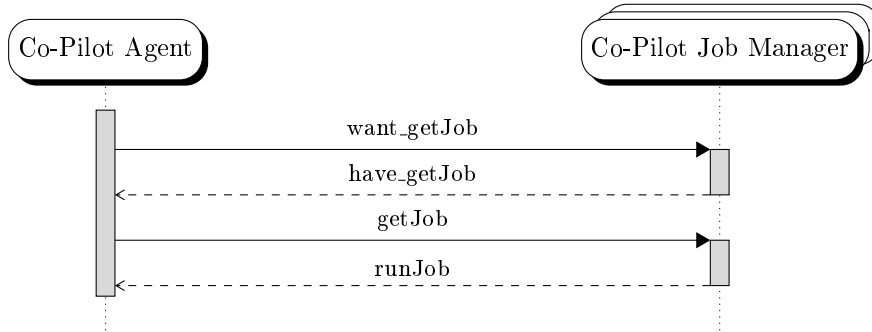 Co-Pilot Agent
Co-Pilot Job Manager
want_getJob
have_getJob
getJob
runJob